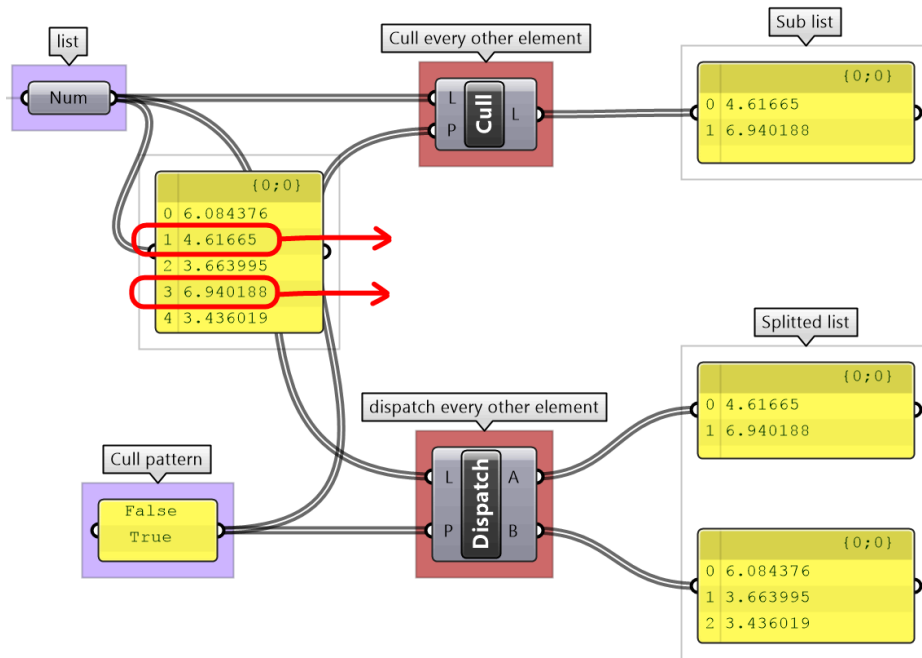 list
Num
Cull every other element
L
P
Cull
L
Sub list
{0;0}
0 4.61665
1 6.940188
{0;0}
0 6.084376
1 4.61665
2 3.663995
3 6.940188
4 3.436019
Splitted list
{0;0}
0 4.61665
1 6.940188
dispatch every other element
L
P
Dispatch
A
B
Cull pattern
False
True
{0;0}
0 6.084376
1 3.663995
2 3.436019